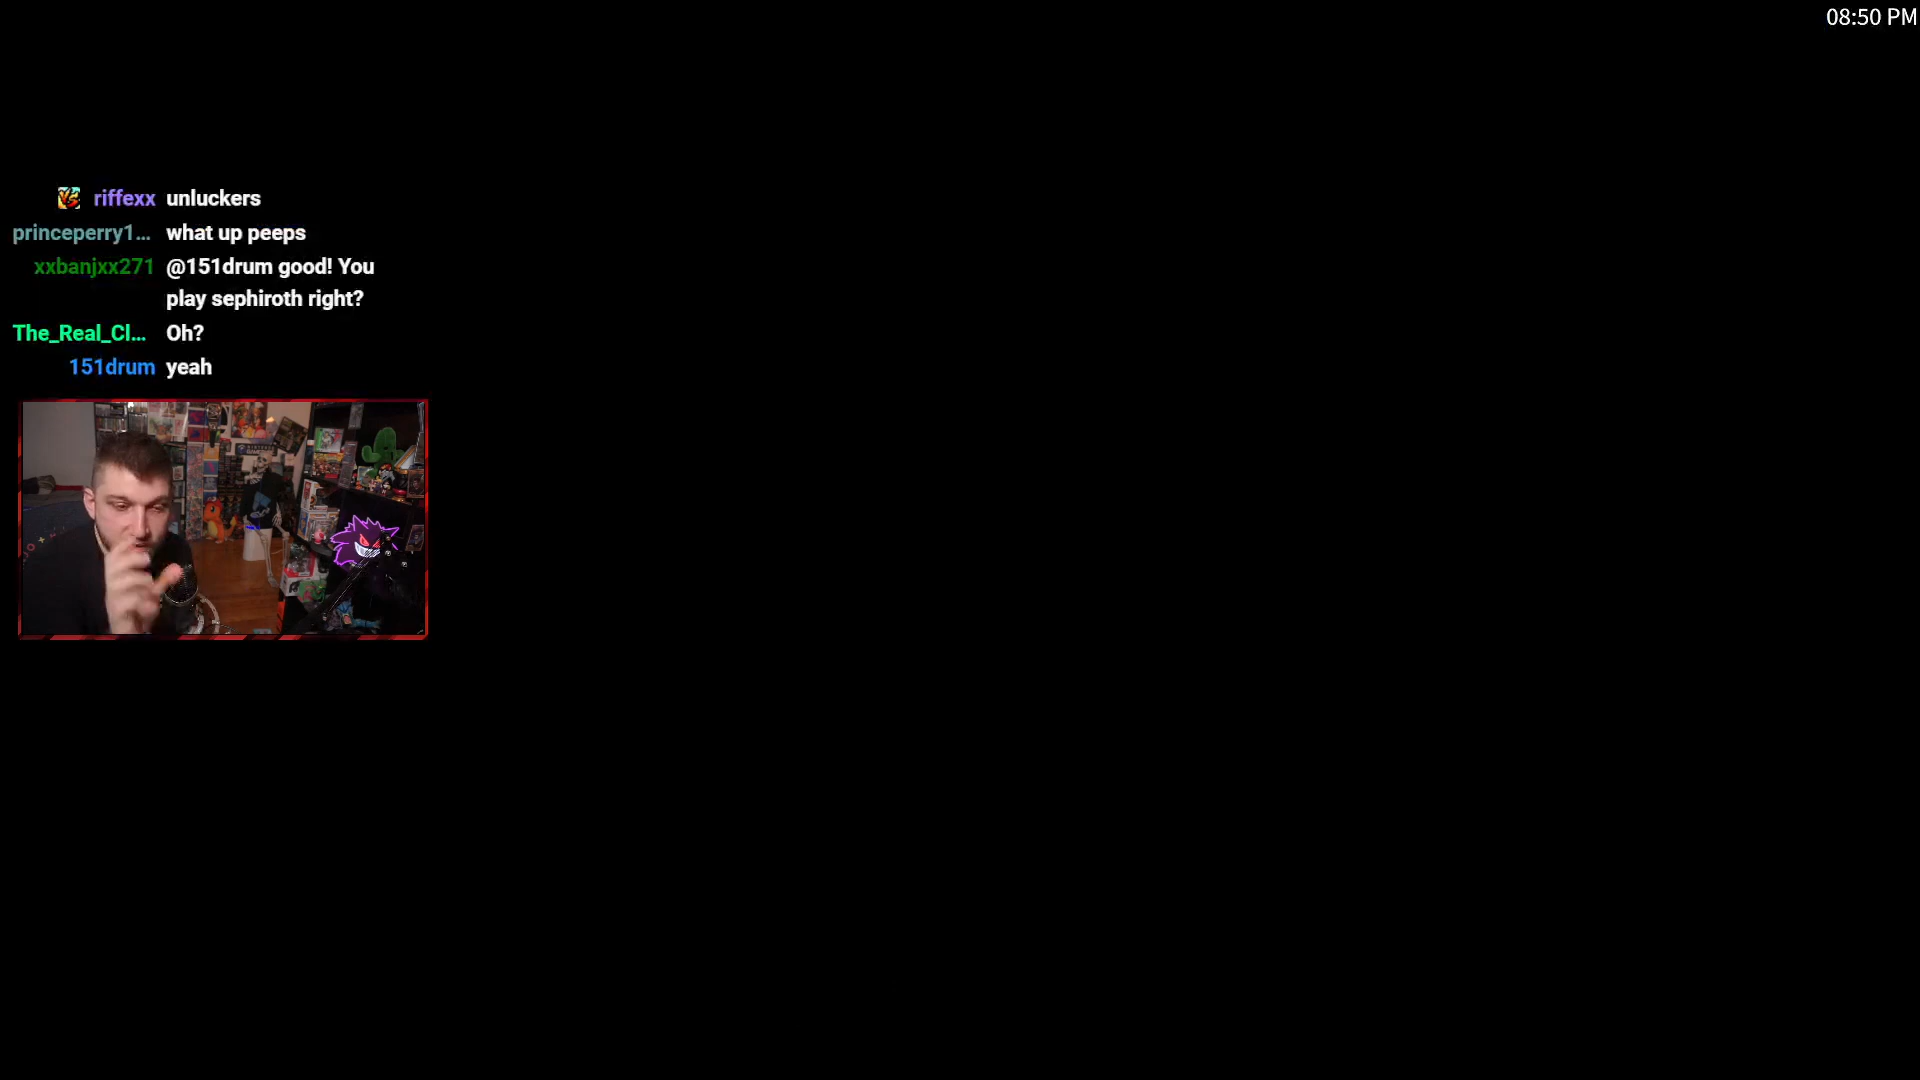 08:50 PM
riffexx unluckers
princeperry1... what up peeps
xxbanjxx271 @151drum good! You
play sephiroth right?
The_Real_Cl... Oh?
151drum yeah